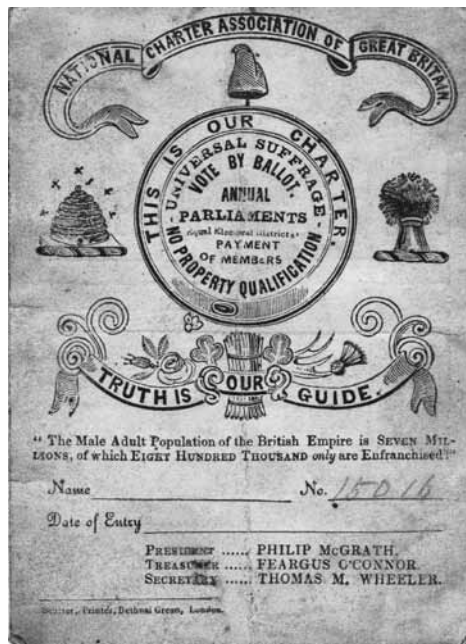 NATIONAL CHARTER ASSOCIATION OF GREAT BRITAIN.
THIS IS OUR CHARTER.
UNIVERSAL SUFFRAGE
VOTE BY BALLOT.
ANNUAL
PARLIAMENTS
Equal Electoral Districts
PAYMENT
OF MEMBERS
NO PROPERTY QUALIFICATION
TRUTH IS OUR GUIDE.
" The Male Adult Population of the British Empire is SEVEN MIL-
LIONS, of which EIGHT HUNDRED THOUSAND only are Enfranchised!"
Name No. 15016
Date of Entry
PRESIDENT ...... PHILIP McGRATH.
TREASURER ...... FEARGUS O'CONNOR.
SECRETARY ...... THOMAS M. WHEELER.
Printer, Bethnal Green, London.